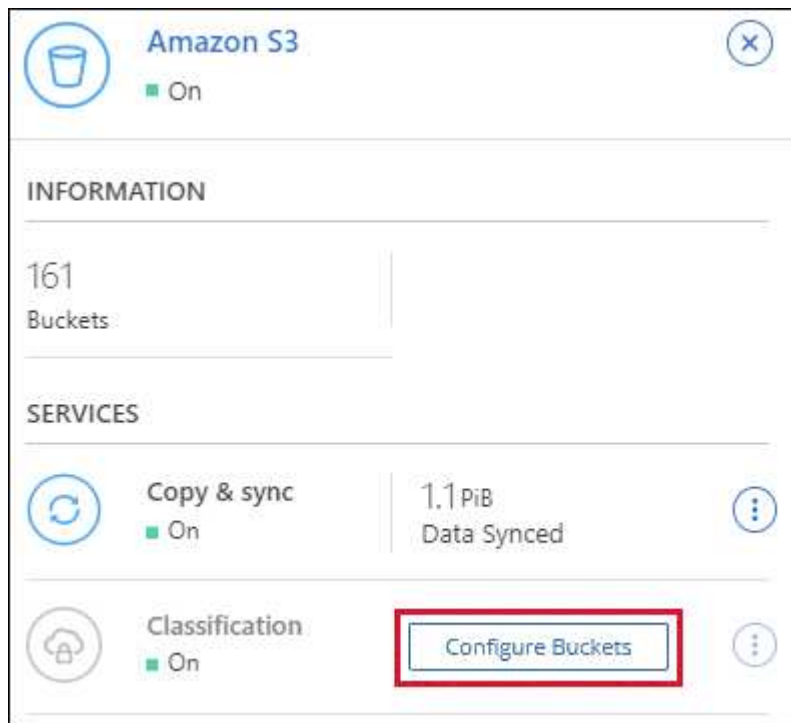 Amazon S3
On
INFORMATION
161
Buckets
SERVICES
Copy & sync
On
1.1 PiB
Data Synced
Classification
On
Configure Buckets